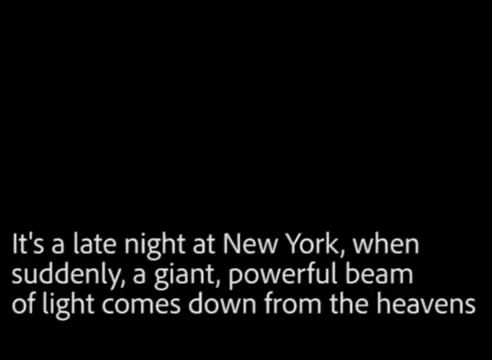 It's a late night at New York, when
suddenly, a giant, powerful beam
of light comes down from the heavens